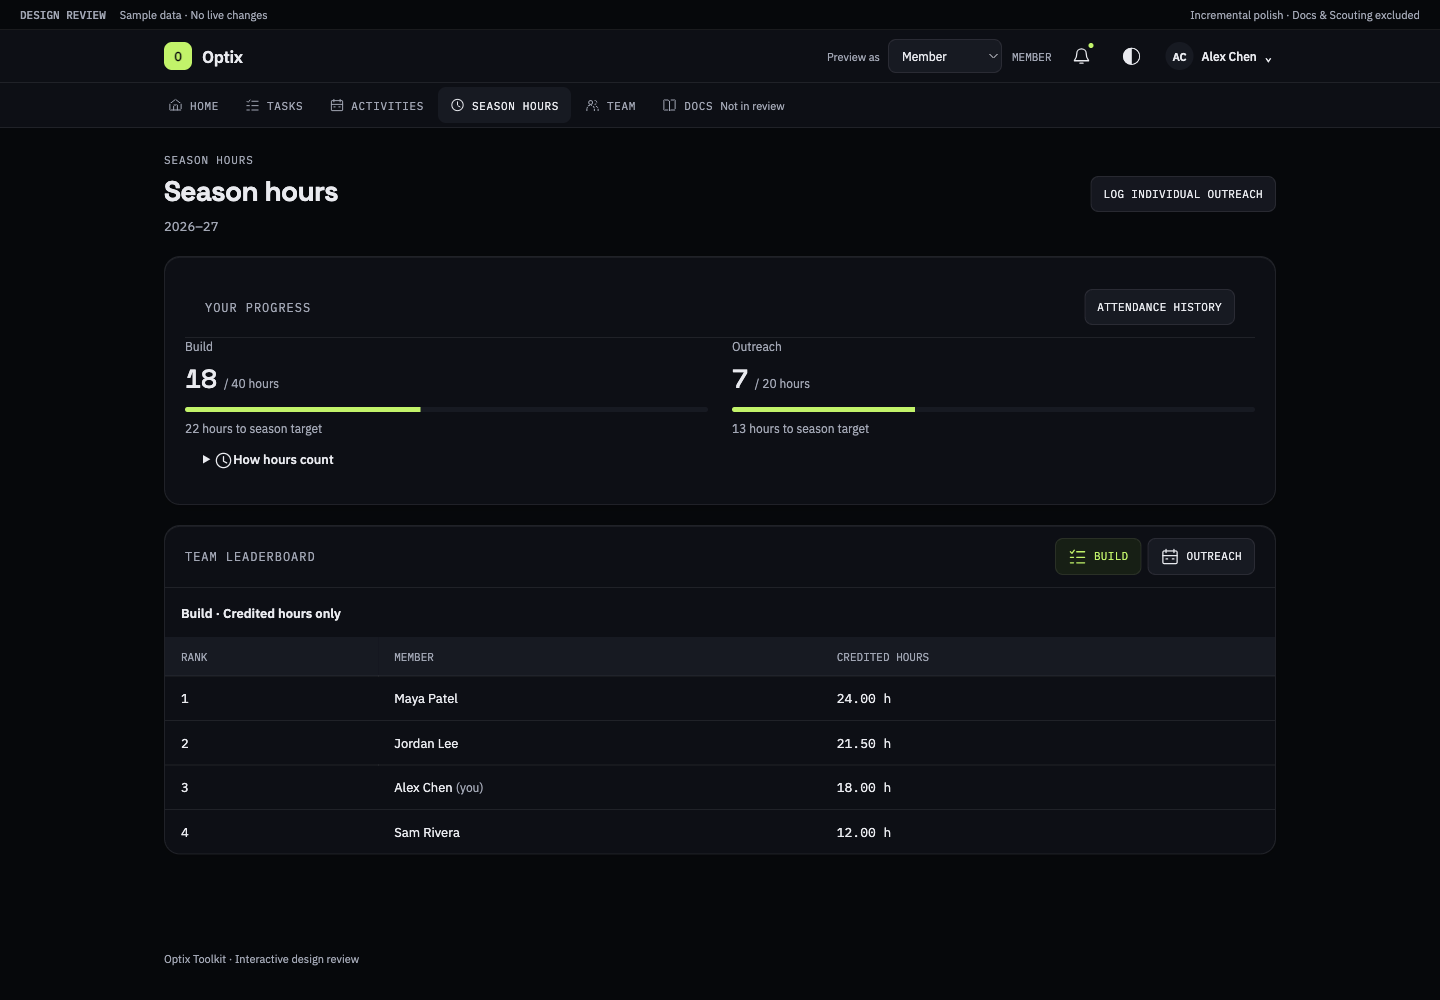 DESIGN REVIEW Sample data · No live changes Incremental polish · Docs & Scouting excluded
O Optix Preview as Member MEMBER AC Alex Chen
HOME TASKS ACTIVITIES SEASON HOURS TEAM DOCS Not in review
SEASON HOURS
Season hours
LOG INDIVIDUAL OUTREACH
2026–27
YOUR PROGRESS ATTENDANCE HISTORY
Build Outreach
18 / 40 hours 7 / 20 hours
22 hours to season target 13 hours to season target
How hours count
TEAM LEADERBOARD BUILD OUTREACH
Build · Credited hours only
RANK MEMBER CREDITED HOURS
1 Maya Patel 24.00 h
2 Jordan Lee 21.50 h
3 Alex Chen (you) 18.00 h
4 Sam Rivera 12.00 h
Optix Toolkit · Interactive design review